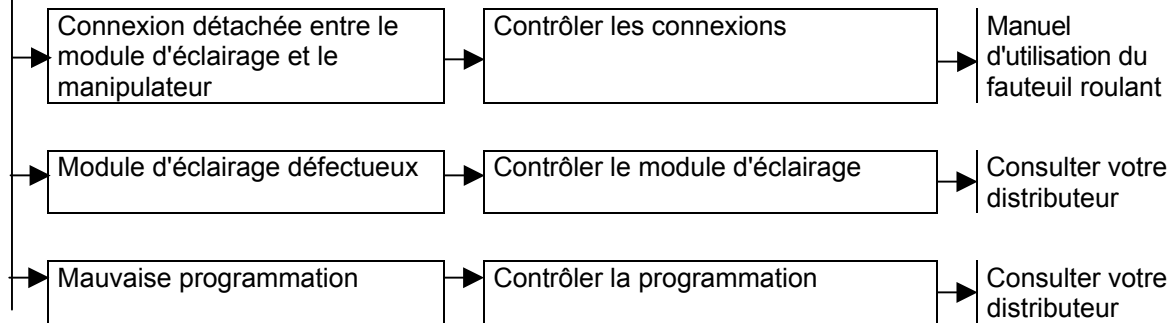 Connexion détachée entre le
module d'éclairage et le
manipulateur
Contrôler les connexions
Manuel
d'utilisation du
fauteuil roulant
Module d'éclairage défectueux
Contrôler le module d'éclairage
Consulter votre
distributeur
Mauvaise programmation
Contrôler la programmation
Consulter votre
distributeur